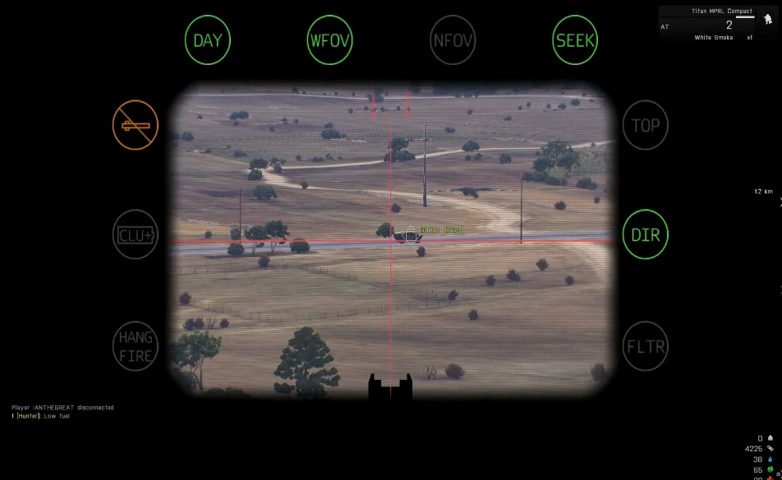 DAY
WFOV
NFOV
SEEK
Titan MPRL Compact
AT
2
White Smoke x1
TOP
12 km
CLU+
DIR
HANG
FIRE
FLTR
Player :ANTHEGREAT disconnected
! [Hunter]: Low fuel
0
4225
36
65